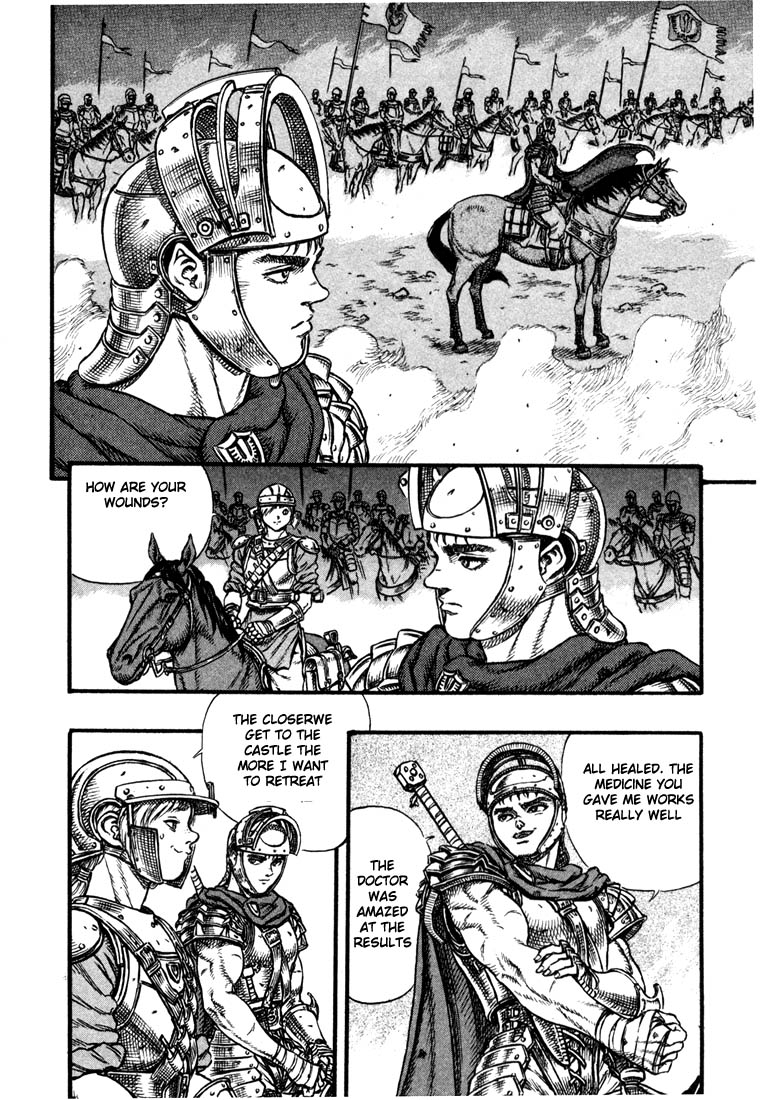 HOW ARE YOUR
WOUNDS?
ALL HEALED. THE
MEDICINE YOU
GAVE ME WORKS
REALLY WELL
THE
DOCTOR
WAS
AMAZED
AT THE
RESULTS
THE CLOSERWE
GET TO THE
CASTLE THE
MORE I WANT
TO RETREAT